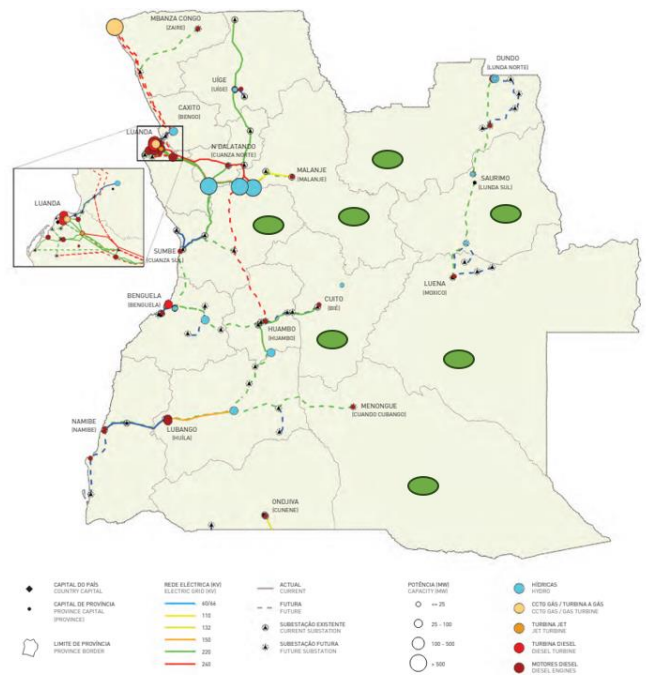 MBANZA CONGO
(ZAIRE)
DUNDO
(LUNDA NORTE)
UÍGE
(UÍGE)
CAXITO
(BENGO)
LUANDA
N'DALATANDO
(CUANZA NORTE)
MALANJE
(MALANJE)
SAURIMO
(LUNDA SUL)
LUANDA
SUMBE
(CUANZA SUL)
LUENA
(MOXICO)
BENGUELA
(BENGUELA)
CUITO
(BIÉ)
HUAMBO
(HUAMBO)
MENONGUE
(CUANDO CUBANGO)
NAMIBE
(NAMIBE)
LUBANGO
(HUÍLA)
ONDJIVA
(CUNENE)
CAPITAL DO PAÍS
COUNTRY CAPITAL
CAPITAL DE PROVÍNCIA
PROVINCE CAPITAL
(PROVINCE)
LIMITE DE PROVÍNCIA
PROVINCE BORDER
REDE ELÉCTRICA (KV)
ELECTRIC GRID (KV)
60/66
110
132
150
220
240
ACTUAL
CURRENT
FUTURA
FUTURE
SUBESTAÇÃO EXISTENTE
CURRENT SUBSTATION
SUBESTAÇÃO FUTURA
FUTURE SUBSTATION
POTÊNCIA (MW)
CAPACITY (MW)
<= 25
25 - 100
100 - 500
> 500
HÍDRICAS
HYDRO
CCTG GÁS / TURBINA A GÁS
CCTG GAS / GAS TURBINE
TURBINA JET
JET TURBINE
TURBINA DIESEL
DIESEL TURBINE
MOTORES DIESEL
DIESEL ENGINES